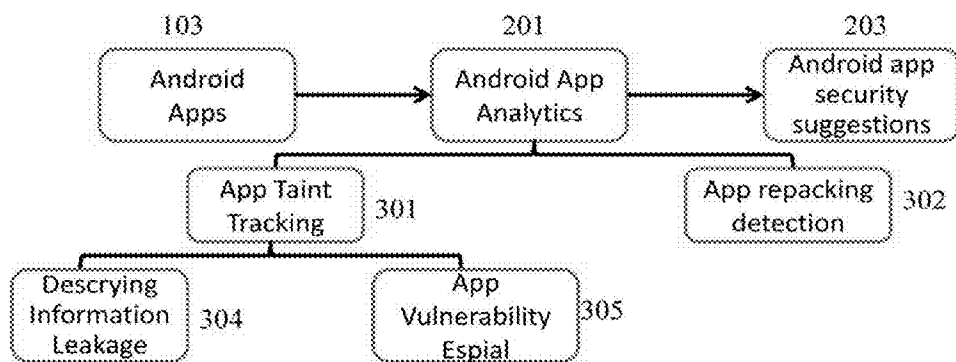 103
201
203
Android
Apps
Android App
Analytics
Android app
security
suggestions
App Taint
Tracking
301
App repacking
detection
302
Descrying
Information
Leakage
304
App
Vulnerability
Espial
305